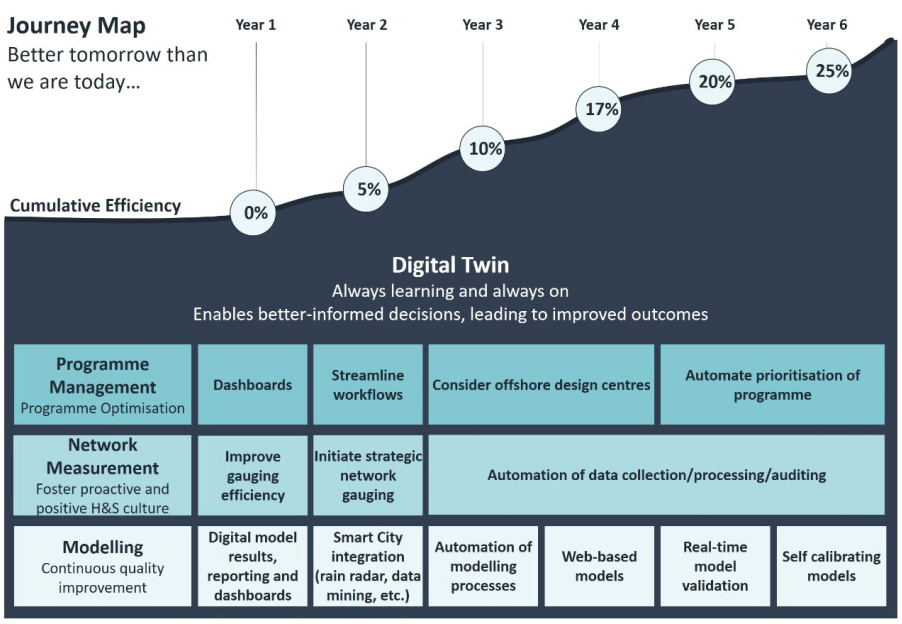 Journey Map
Better tomorrow than
we are today...
Year 1
Year 2
Year 3
Year 4
Year 5
Year 6
0%
5%
10%
17%
20%
25%
Cumulative Efficiency
Digital Twin
Always learning and always on
Enables better-informed decisions, leading to improved outcomes
Programme
Management
Programme Optimisation
Dashboards
Streamline
workflows
Consider offshore design centres
Automate prioritisation of
programme
Network
Measurement
Foster proactive and
positive H&S culture
Improve
gauging
efficiency
Initiate strategic
network
gauging
Automation of data collection/processing/auditing
Modelling
Continuous quality
improvement
Digital model
results,
reporting and
dashboards
Smart City
integration
(rain radar, data
mining, etc.)
Automation of
modelling
processes
Web-based
models
Real-time
model
validation
Self calibrating
models